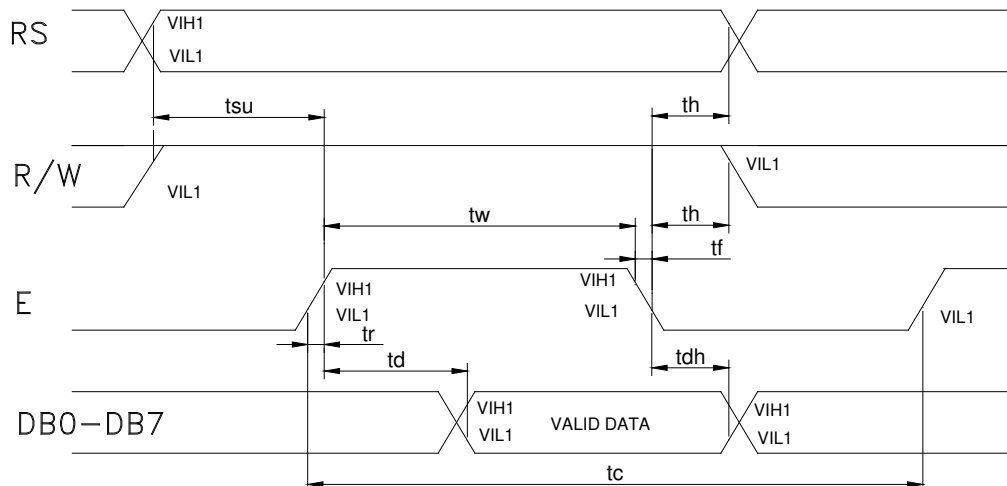 RS
VIH1
VIL1
tsu
th
R/W
VIL1
VIL1
tw
th
tf
E
VIH1
VIL1
VIH1
VIL1
VIL1
tr
td
tdh
DB0-DB7
VIH1
VIL1
VALID DATA
VIH1
VIL1
tc